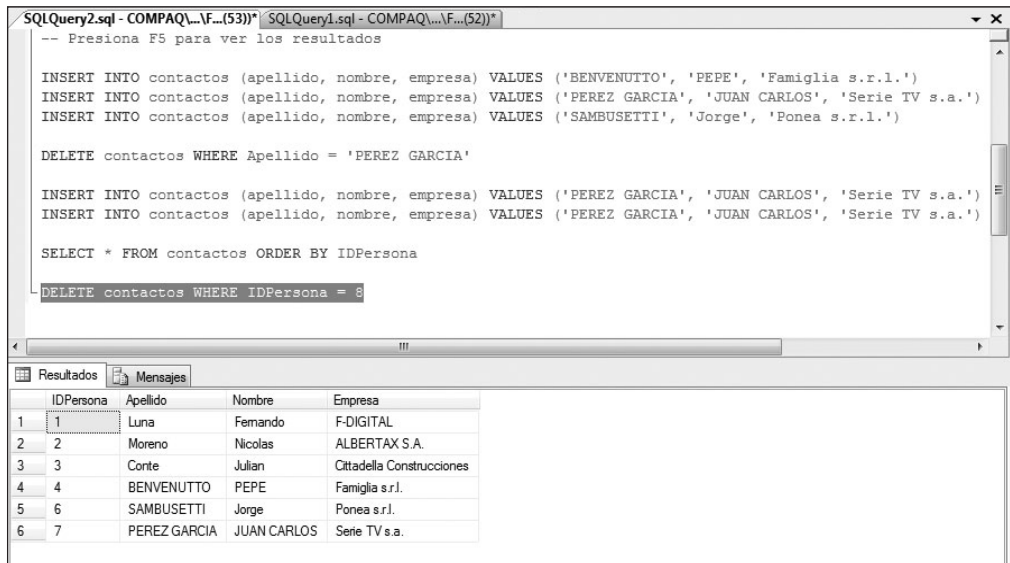 SQLQuery2.sql - COMPAQ\...\F...(53))* SQLQuery1.sql - COMPAQ\...\F...(52))*
-- Presiona F5 para ver los resultados
INSERT INTO contactos (apellido, nombre, empresa) VALUES ('BENVENUTTO', 'PEPE', 'Famiglia s.r.l.')
INSERT INTO contactos (apellido, nombre, empresa) VALUES ('PEREZ GARCIA', 'JUAN CARLOS', 'Serie TV s.a.')
INSERT INTO contactos (apellido, nombre, empresa) VALUES ('SAMBUSETTI', 'Jorge', 'Ponea s.r.l.')
DELETE contactos WHERE Apellido = 'PEREZ GARCIA'
INSERT INTO contactos (apellido, nombre, empresa) VALUES ('PEREZ GARCIA', 'JUAN CARLOS', 'Serie TV s.a.')
INSERT INTO contactos (apellido, nombre, empresa) VALUES ('PEREZ GARCIA', 'JUAN CARLOS', 'Serie TV s.a.')
SELECT * FROM contactos ORDER BY IDPersona
DELETE contactos WHERE IDPersona = 8
Resultados Mensajes
IDPersona Apellido Nombre Empresa
1 1 Luna Fernando F-DIGITAL
2 2 Moreno Nicolas ALBERTAX S.A.
3 3 Conte Julian Cittadella Construcciones
4 4 BENVENUTTO PEPE Famiglia s.r.l.
5 6 SAMBUSETTI Jorge Ponea s.r.l.
6 7 PEREZ GARCIA JUAN CARLOS Serie TV s.a.